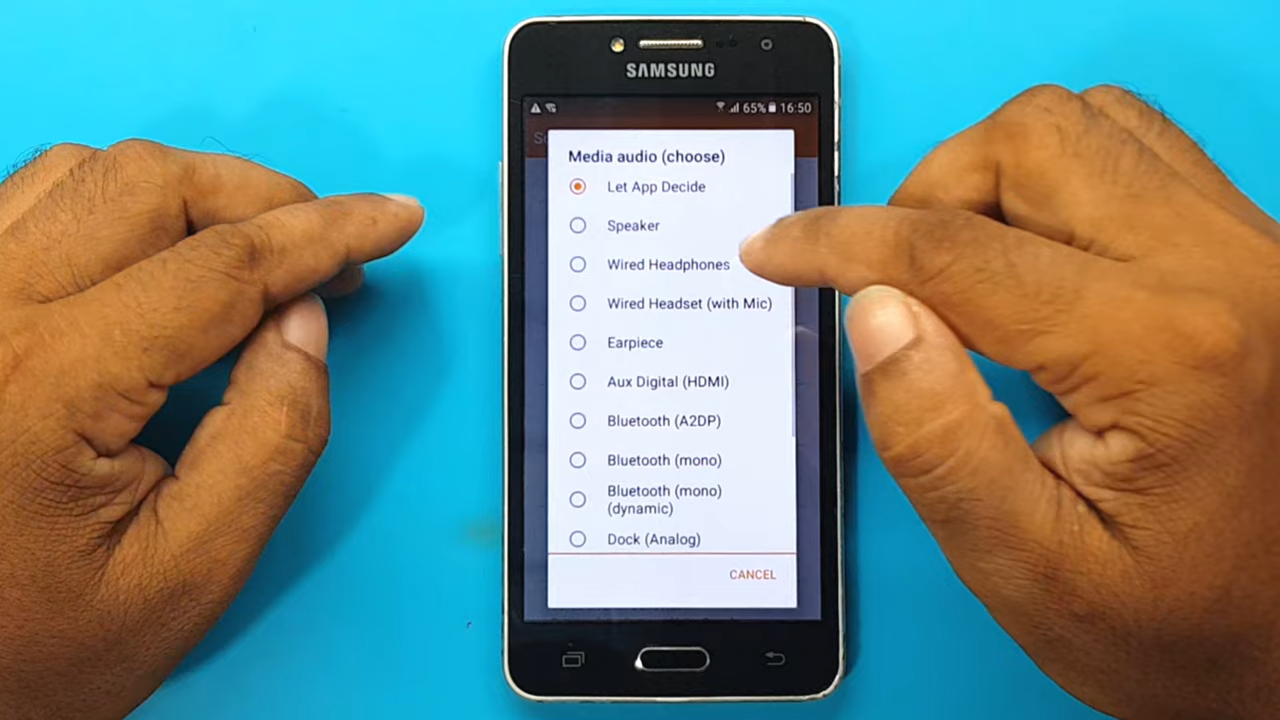 SAMSUNG
65% 16:50
Media audio (choose)
Let App Decide
Speaker
Wired Headphones
Wired Headset (with Mic)
Earpiece
Aux Digital (HDMI)
Bluetooth (A2DP)
Bluetooth (mono)
Bluetooth (mono)
(dynamic)
Dock (Analog)
CANCEL